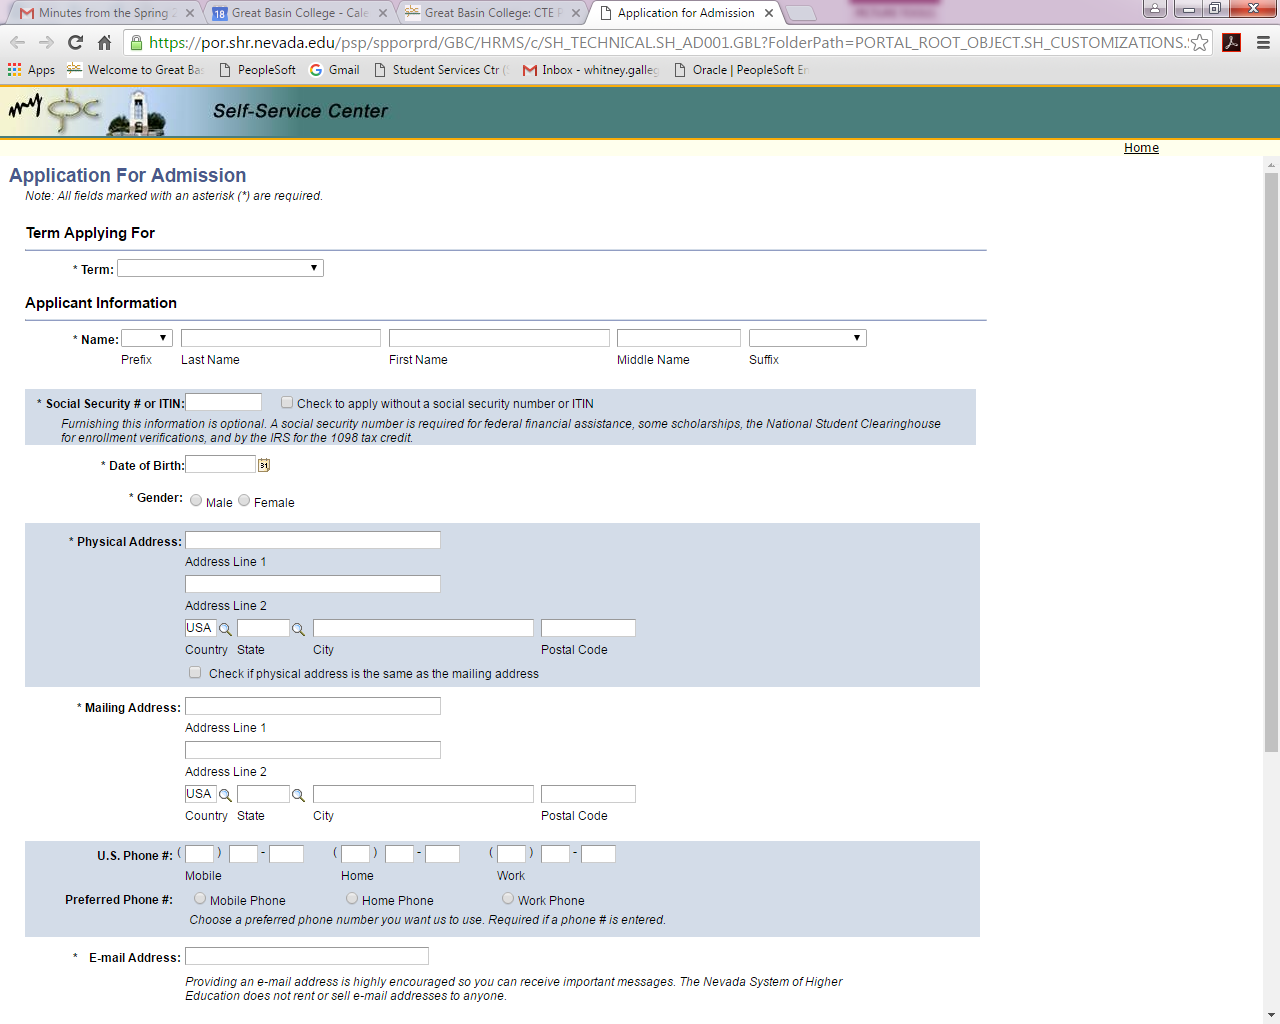 Minutes from the Spring 2
18 Great Basin College - Cale
Great Basin College: CTE P
Application for Admission
https://por.shr.nevada.edu/psp/spporprd/GBC/HRMS/c/SH_TECHNICAL.SH_AD001.GBL?FolderPath=PORTAL_ROOT_OBJECT.SH_CUSTOMIZATIONS.
Apps Welcome to Great Bas PeopleSoft Gmail Student Services Ctr ( Inbox - whitney.galleg Oracle | PeopleSoft En
my gbc Self-Service Center
Home
Application For Admission
Note: All fields marked with an asterisk (*) are required.
Term Applying For
* Term:
Applicant Information
* Name:
Prefix Last Name First Name Middle Name Suffix
* Social Security # or ITIN: Check to apply without a social security number or ITIN
Furnishing this information is optional. A social security number is required for federal financial assistance, some scholarships, the National Student Clearinghouse
for enrollment verifications, and by the IRS for the 1098 tax credit.
* Date of Birth: 31
* Gender: Male Female
* Physical Address:
Address Line 1
Address Line 2
USA
Country State City Postal Code
Check if physical address is the same as the mailing address
* Mailing Address:
Address Line 1
Address Line 2
USA
Country State City Postal Code
U.S. Phone #: ( ) - ( ) - ( ) -
Mobile Home Work
Preferred Phone #: Mobile Phone Home Phone Work Phone
Choose a preferred phone number you want us to use. Required if a phone # is entered.
* E-mail Address:
Providing an e-mail address is highly encouraged so you can receive important messages. The Nevada System of Higher
Education does not rent or sell e-mail addresses to anyone.